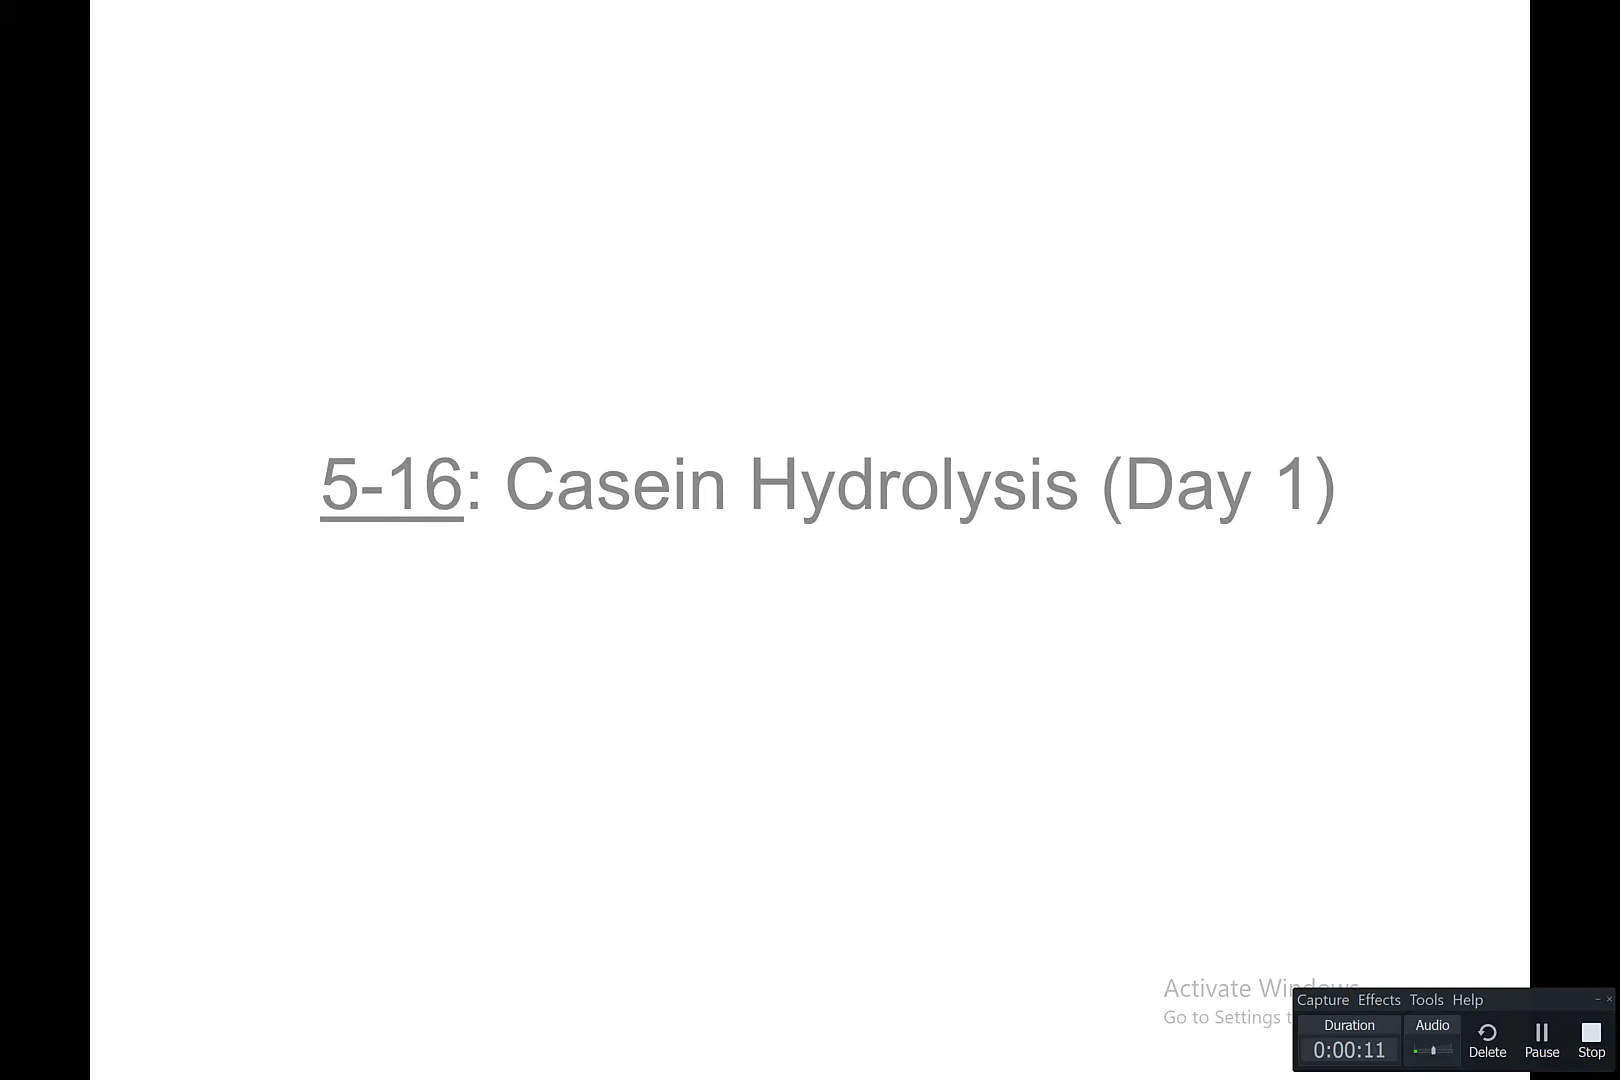 5-16: Casein Hydrolysis (Day 1)
Activate Windows
Go to Settings t
Capture Effects Tools Help
Duration Audio
0:00:11 Delete Pause Stop